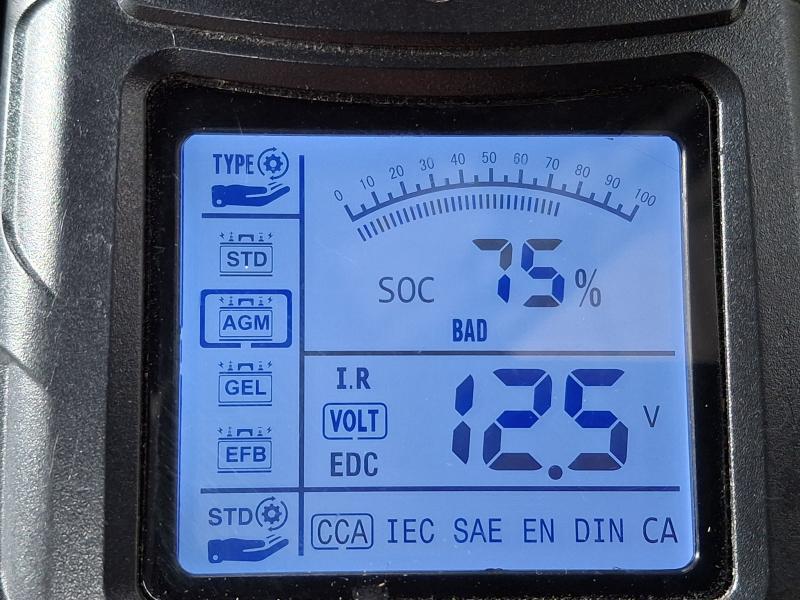 TYPE
0 10 20 30 40 50 60 70 80 90 100
STD
SOC 75%
AGM
BAD
GEL
I.R
VOLT 12.5 V
EFB
EDC
STD
CCA IEC SAE EN DIN CA